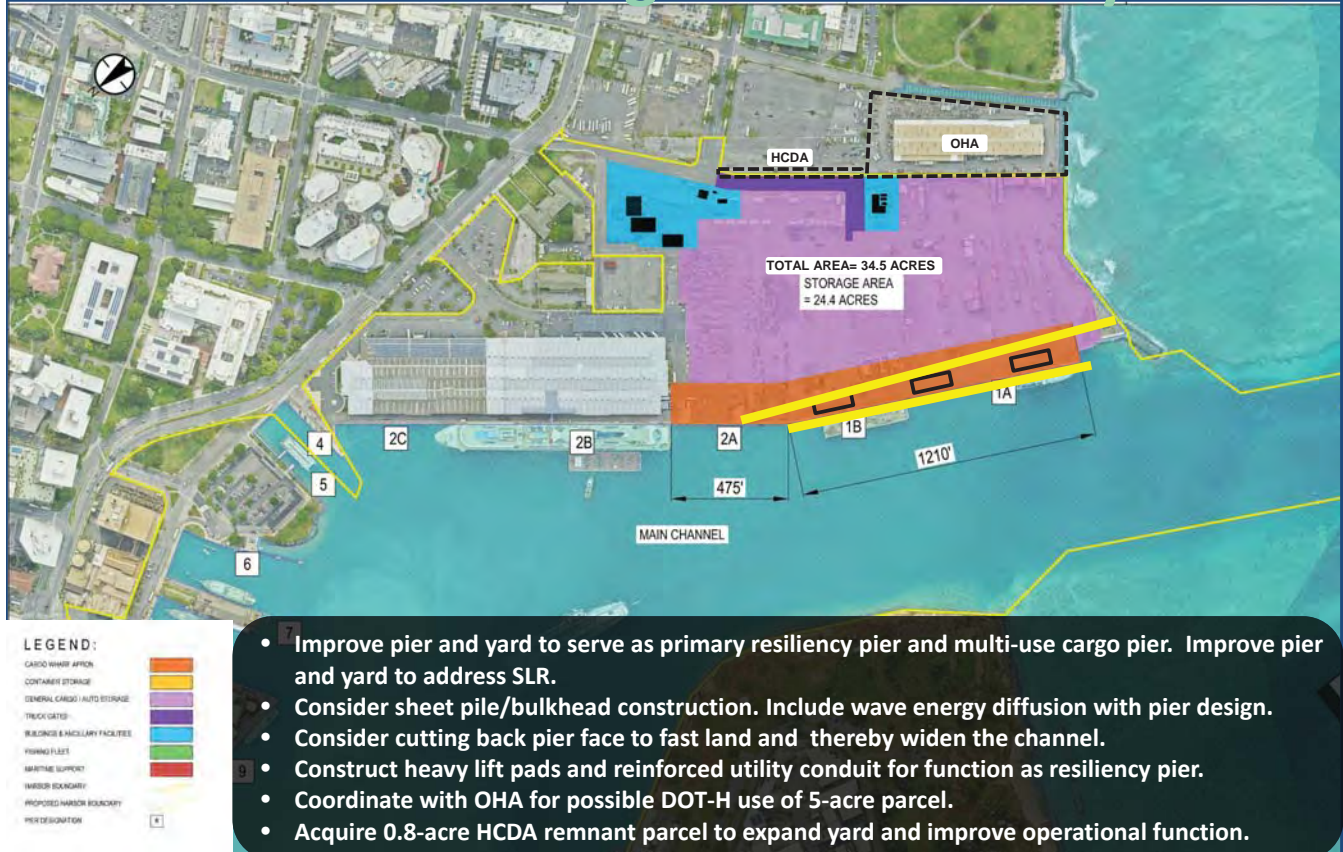 HCDA
OHA
TOTAL AREA= 34.5 ACRES
STORAGE AREA
= 24.4 ACRES
1A
1B
2A
2B
2C
1210'
475'
4
5
6
7
9
MAIN CHANNEL
LEGEND:
CARGO WHARF APRON
CONTAINER STORAGE
GENERAL CARGO / AUTO STORAGE
TRUCK GATES
BUILDINGS & ANCILLARY FACILITIES
FISHING FLEET
MARITIME SUPPORT
HARBOR BOUNDARY
PROPOSED HARBOR BOUNDARY
PIER DESIGNATION
• Improve pier and yard to serve as primary resiliency pier and multi-use cargo pier. Improve pier
and yard to address SLR.
• Consider sheet pile/bulkhead construction. Include wave energy diffusion with pier design.
• Consider cutting back pier face to fast land and thereby widen the channel.
• Construct heavy lift pads and reinforced utility conduit for function as resiliency pier.
• Coordinate with OHA for possible DOT-H use of 5-acre parcel.
• Acquire 0.8-acre HCDA remnant parcel to expand yard and improve operational function.